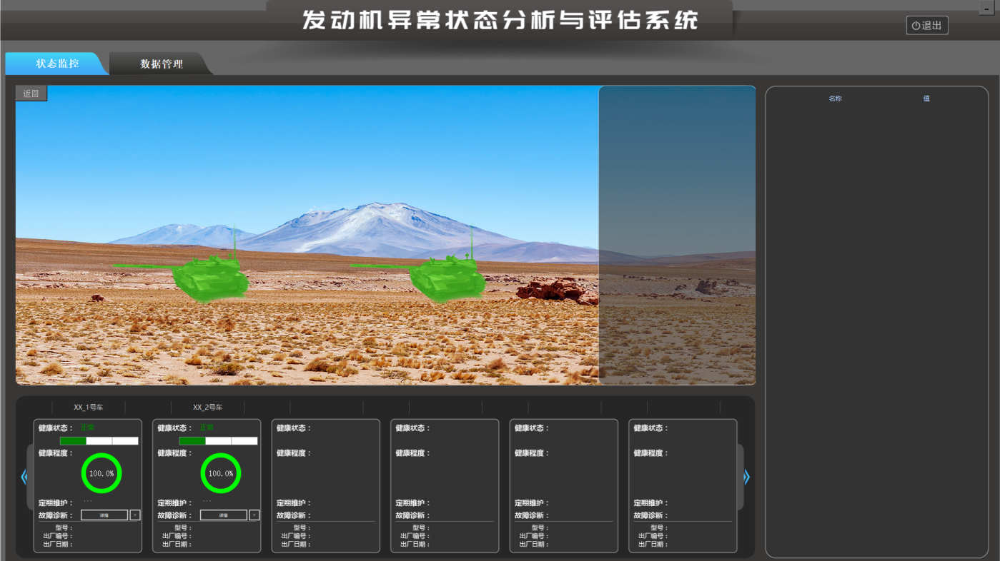 发动机异常状态分析与评估系统
-
退出
状态监控
数据管理
返回
名称 值
XX_1号车 XX_2号车
健康状态： 正常 健康状态： 正常 健康状态： 健康状态： 健康状态： 健康状态：
健康程度： 健康程度： 健康程度： 健康程度： 健康程度： 健康程度：
100.0% 100.0%
定期维护： ... 定期维护： ... 定期维护： 定期维护： 定期维护： 定期维护：
故障诊断： 详情 - 故障诊断： 详情 - 故障诊断： 故障诊断： 故障诊断： 故障诊断：
型号： 型号： 型号： 型号： 型号： 型号：
出厂编号： 出厂编号： 出厂编号： 出厂编号： 出厂编号： 出厂编号：
出厂日期： 出厂日期： 出厂日期： 出厂日期： 出厂日期： 出厂日期：